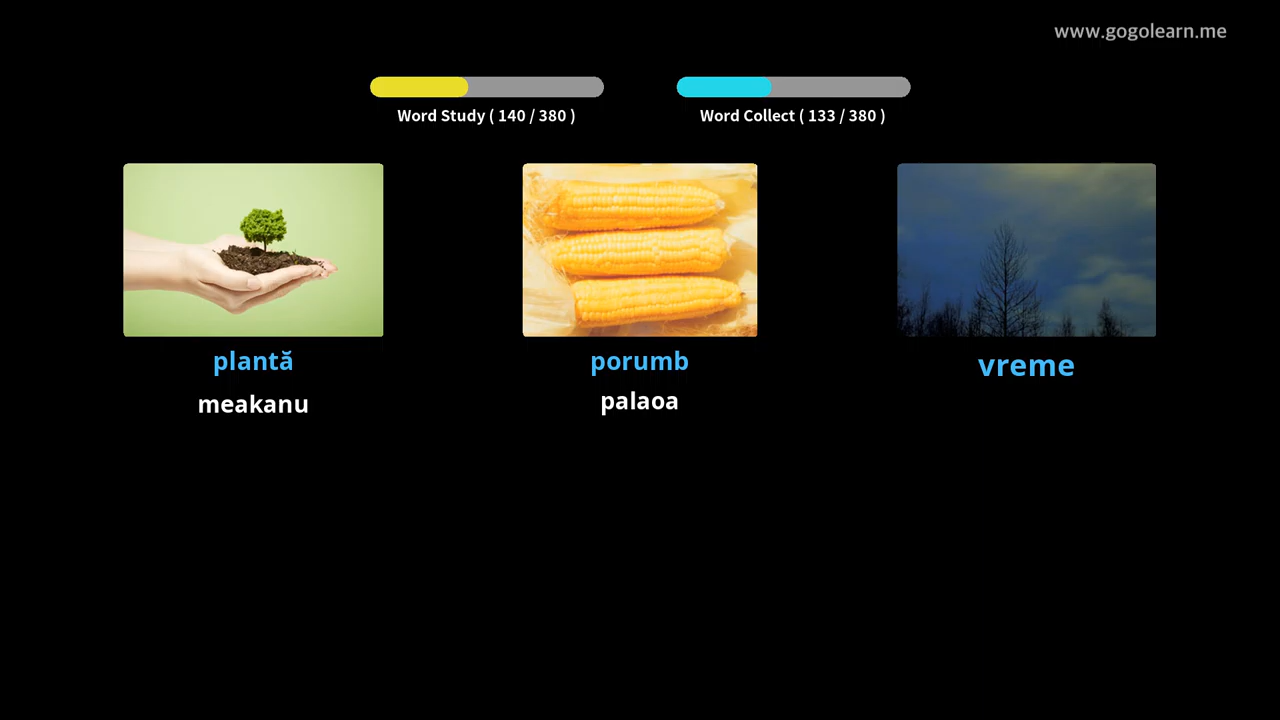 www.gogolearn.me
Word Study ( 140 / 380 )
Word Collect ( 133 / 380 )
plantă
meakanu
porumb
palaoa
vreme